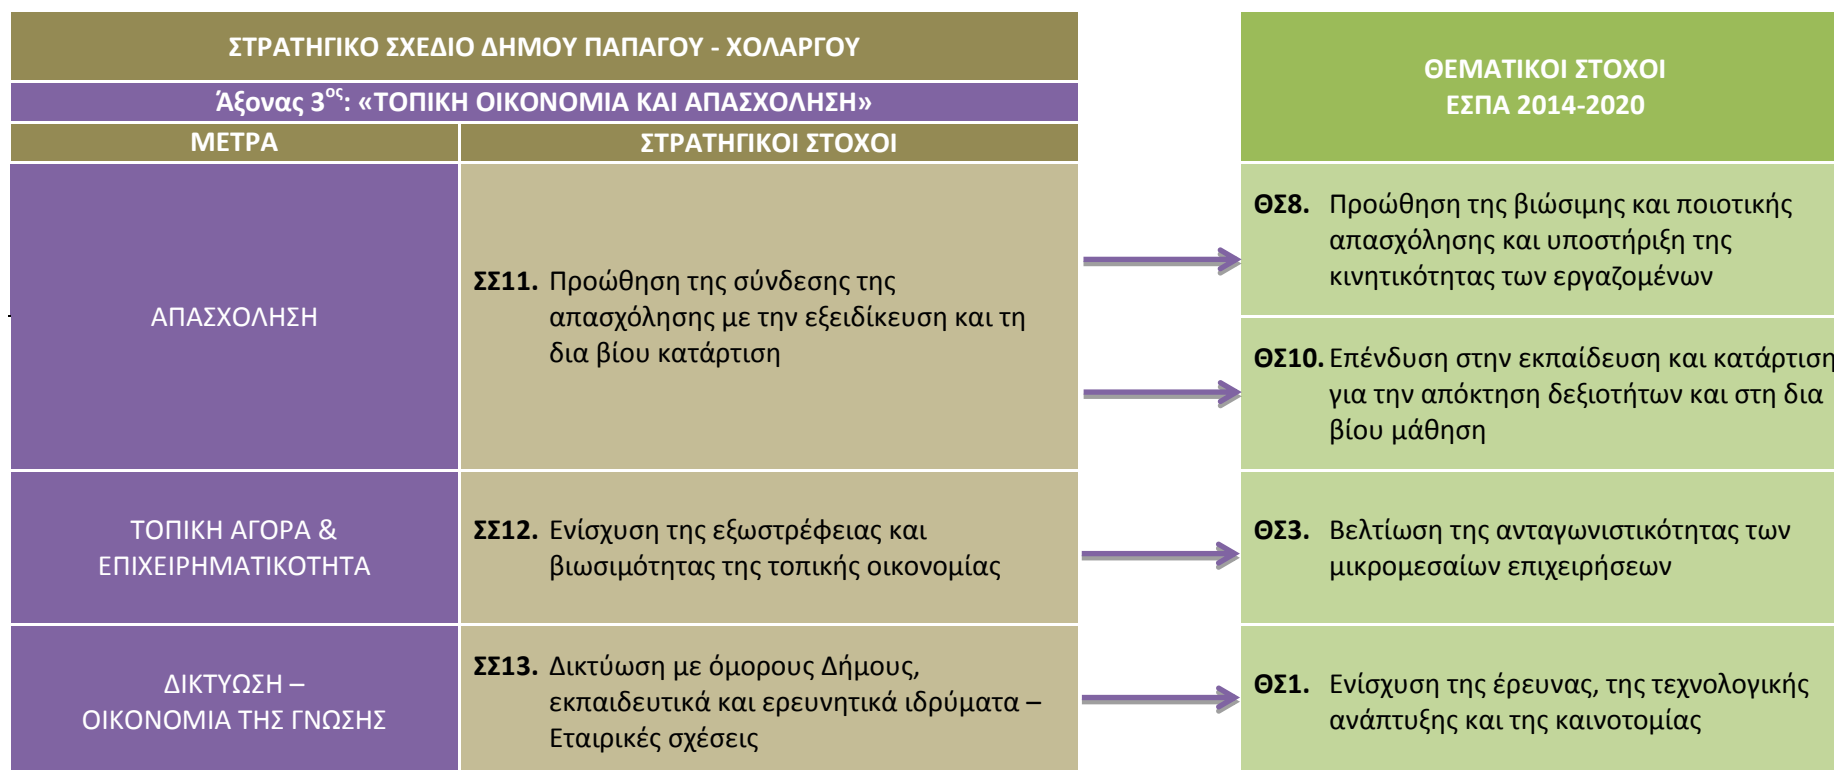 ΣΤΡΑΤΗΓΙΚΟ ΣΧΕΔΙΟ ΔΗΜΟΥ ΠΑΠΑΓΟΥ - ΧΟΛΑΡΓΟΥ
Άξονας 3ος: «ΤΟΠΙΚΗ ΟΙΚΟΝΟΜΙΑ ΚΑΙ ΑΠΑΣΧΟΛΗΣΗ»
ΜΕΤΡΑ
ΣΤΡΑΤΗΓΙΚΟΙ ΣΤΟΧΟΙ
ΘΕΜΑΤΙΚΟΙ ΣΤΟΧΟΙ
ΕΣΠΑ 2014-2020
ΑΠΑΣΧΟΛΗΣΗ
ΣΣ11. Προώθηση της σύνδεσης της
απασχόλησης με την εξειδίκευση και τη
δια βίου κατάρτιση
ΘΣ8. Προώθηση της βιώσιμης και ποιοτικής
απασχόλησης και υποστήριξη της
κινητικότητας των εργαζομένων
ΘΣ10. Επένδυση στην εκπαίδευση και κατάρτιση
για την απόκτηση δεξιοτήτων και στη δια
βίου μάθηση
ΤΟΠΙΚΗ ΑΓΟΡΑ &
ΕΠΙΧΕΙΡΗΜΑΤΙΚΟΤΗΤΑ
ΣΣ12. Ενίσχυση της εξωστρέφειας και
βιωσιμότητας της τοπικής οικονομίας
ΘΣ3. Βελτίωση της ανταγωνιστικότητας των
μικρομεσαίων επιχειρήσεων
ΔΙΚΤΥΩΣΗ –
ΟΙΚΟΝΟΜΙΑ ΤΗΣ ΓΝΩΣΗΣ
ΣΣ13. Δικτύωση με όμορους Δήμους,
εκπαιδευτικά και ερευνητικά ιδρύματα –
Εταιρικές σχέσεις
ΘΣ1. Ενίσχυση της έρευνας, της τεχνολογικής
ανάπτυξης και της καινοτομίας